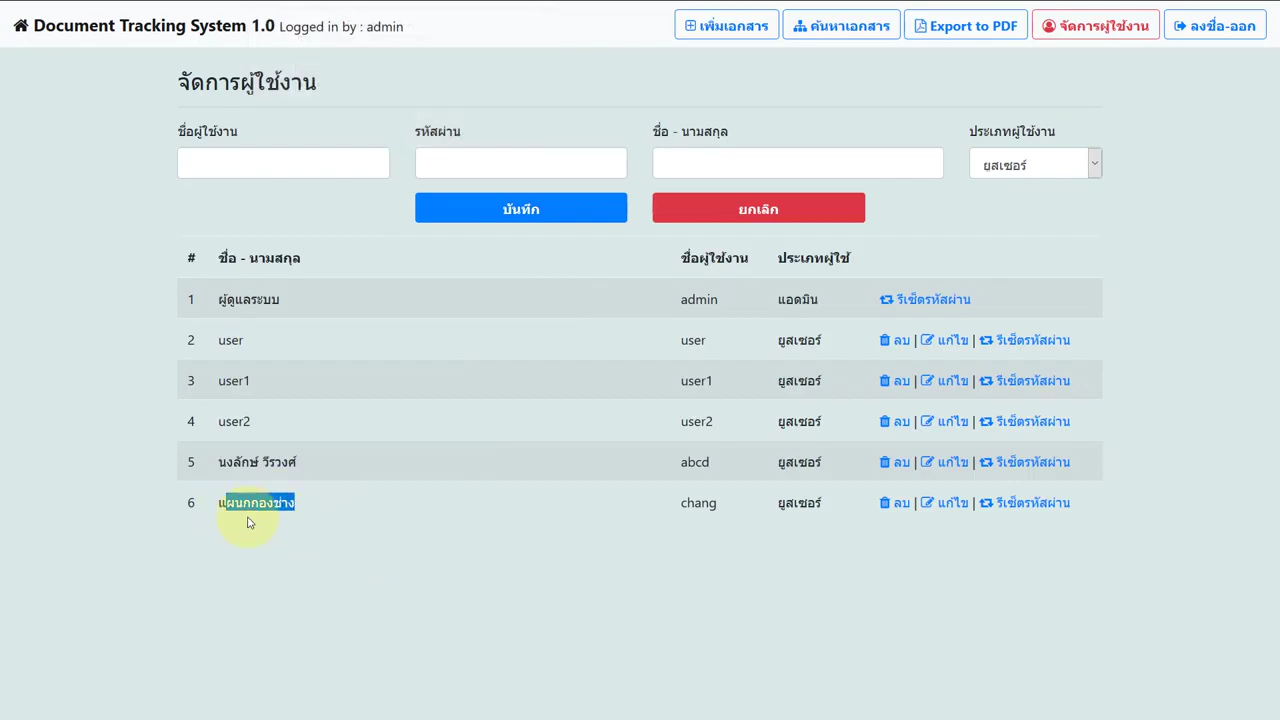 Document Tracking System 1.0 Logged in by : admin เพิ่มเอกสาร ค้นหาเอกสาร Export to PDF จัดการผู้ใช้งาน ลงชื่อ-ออก
จัดการผู้ใช้งาน
ชื่อผู้ใช้งาน รหัสผ่าน ชื่อ - นามสกุล ประเภทผู้ใช้งาน
ยูสเซอร์
บันทึก ยกเลิก
# ชื่อ - นามสกุล ชื่อผู้ใช้งาน ประเภทผู้ใช้
1 ผู้ดูแลระบบ admin แอดมิน รีเซ็ตรหัสผ่าน
2 user user ยูสเซอร์ ลบ | แก้ไข | รีเซ็ตรหัสผ่าน
3 user1 user1 ยูสเซอร์ ลบ | แก้ไข | รีเซ็ตรหัสผ่าน
4 user2 user2 ยูสเซอร์ ลบ | แก้ไข | รีเซ็ตรหัสผ่าน
5 นงลักษ์ วีรวงศ์ abcd ยูสเซอร์ ลบ | แก้ไข | รีเซ็ตรหัสผ่าน
6 แผนกกองช่าง chang ยูสเซอร์ ลบ | แก้ไข | รีเซ็ตรหัสผ่าน